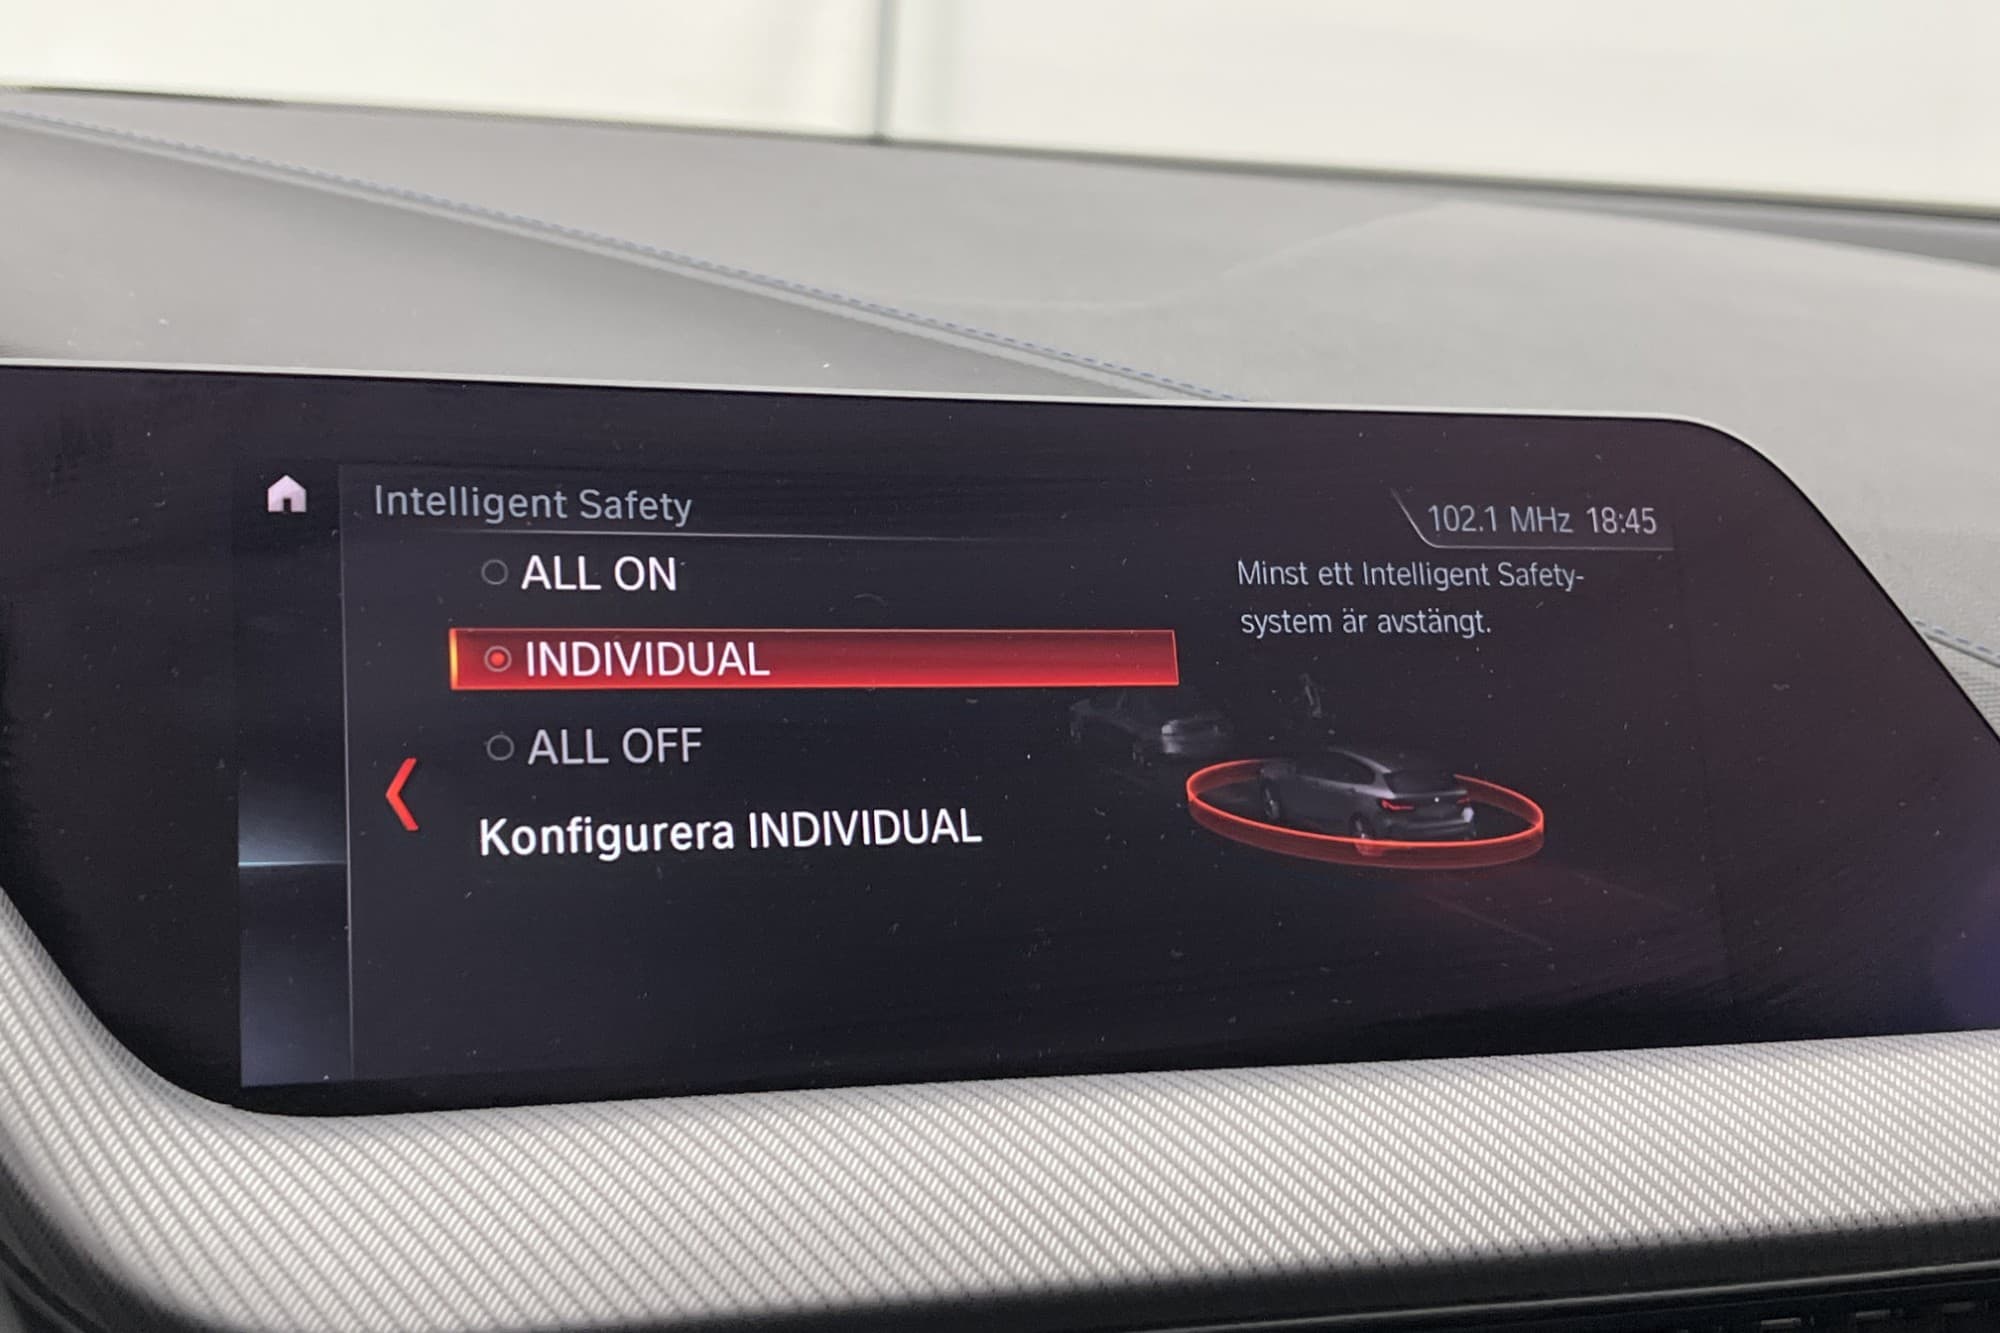 Intelligent Safety
102.1 MHz 18:45
ALL ON
INDIVIDUAL
ALL OFF
Konfigurera INDIVIDUAL
Minst ett Intelligent Safety-
system är avstängt.